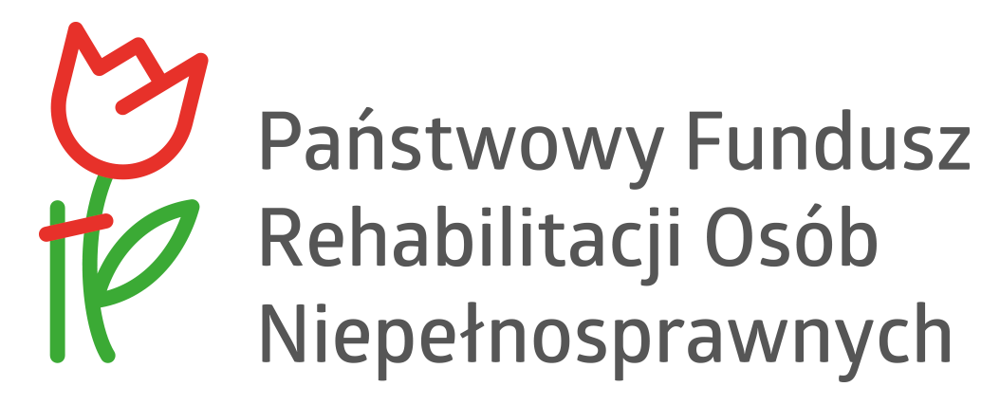 Państwowy Fundusz
Rehabilitacji Osób
Niepełnosprawnych